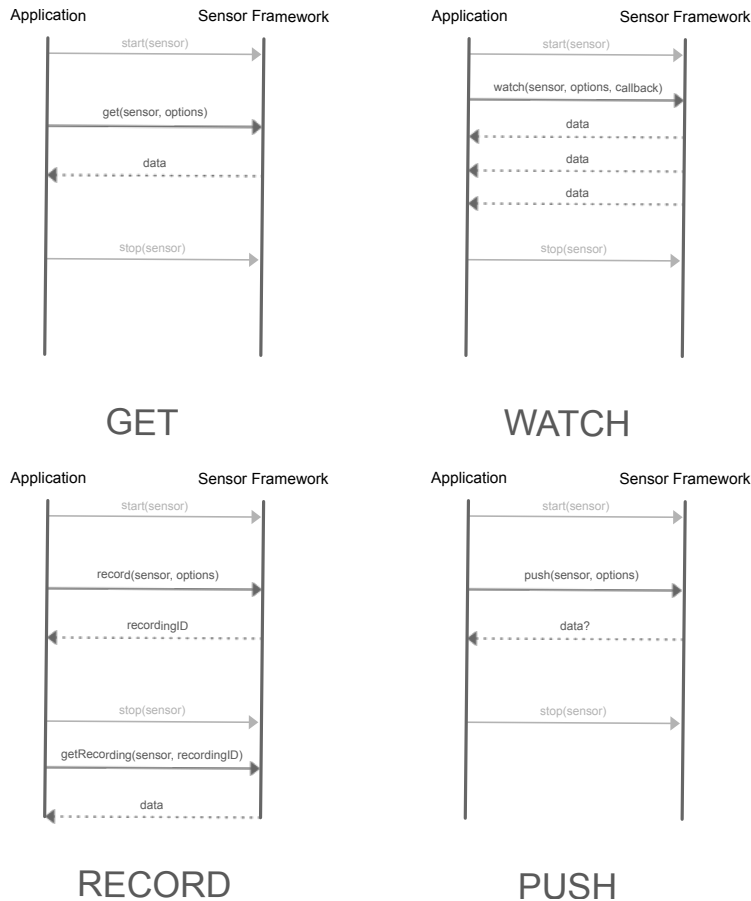 Application Sensor Framework
start(sensor)
get(sensor, options)
data
stop(sensor)
GET
Application Sensor Framework
start(sensor)
watch(sensor, options, callback)
data
data
data
stop(sensor)
WATCH
Application Sensor Framework
start(sensor)
record(sensor, options)
recordingID
stop(sensor)
getRecording(sensor, recordingID)
data
RECORD
Application Sensor Framework
start(sensor)
push(sensor, options)
data?
stop(sensor)
PUSH